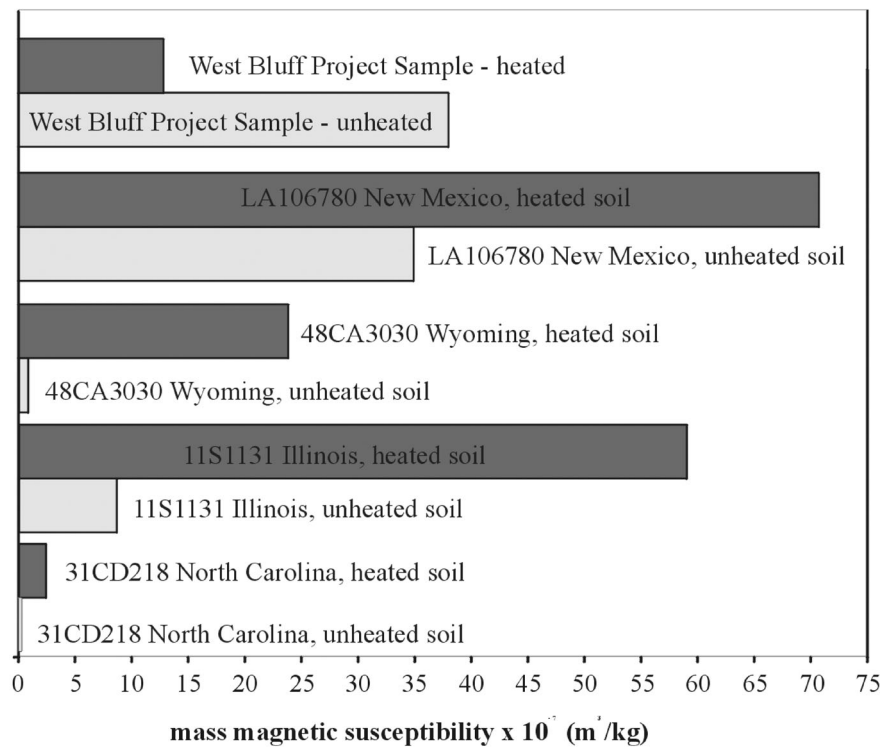 West Bluff Project Sample - heated
West Bluff Project Sample - unheated
LA106780 New Mexico, heated soil
LA106780 New Mexico, unheated soil
48CA3030 Wyoming, heated soil
48CA3030 Wyoming, unheated soil
11S1131 Illinois, heated soil
11S1131 Illinois, unheated soil
31CD218 North Carolina, heated soil
31CD218 North Carolina, unheated soil
0 5 10 15 20 25 30 35 40 45 50 55 60 65 70 75
mass magnetic susceptibility x 10 (m³/kg)